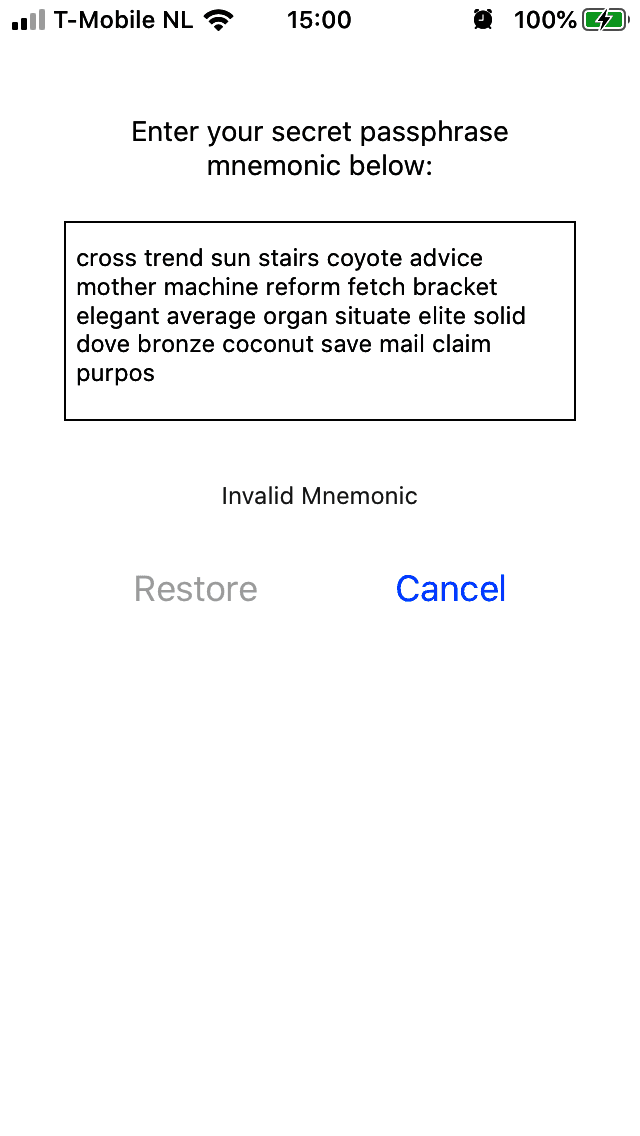 T-Mobile NL 15:00 100%
Enter your secret passphrase
mnemonic below:
cross trend sun stairs coyote advice
mother machine reform fetch bracket
elegant average organ situate elite solid
dove bronze coconut save mail claim
purpos
Invalid Mnemonic
Restore Cancel